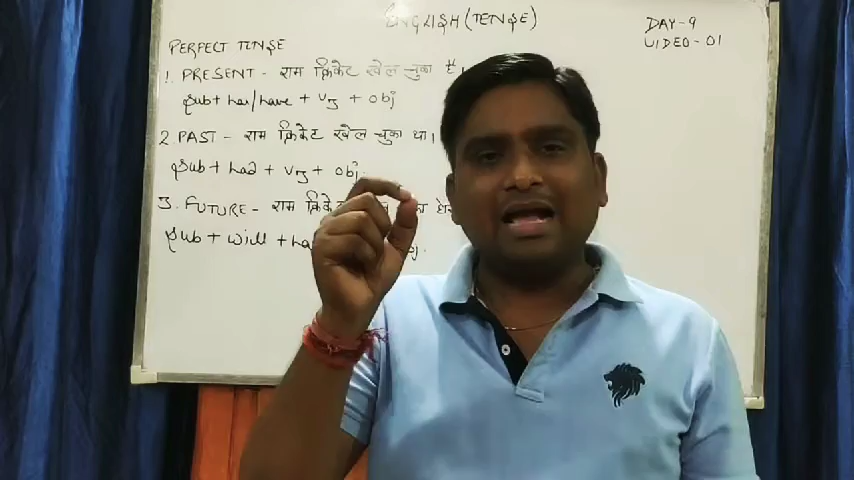 ENGLISH (TENSE)
DAY-9
VIDEO-01
PERFECT TENSE
1. PRESENT - राम क्रिकेट खेल चुका है।
Sub + has/have + V3 + Obj
2 PAST - राम क्रिकेट खेल चुका था।
Sub + had + V3 + Obj
3. FUTURE - राम
Sub + will +